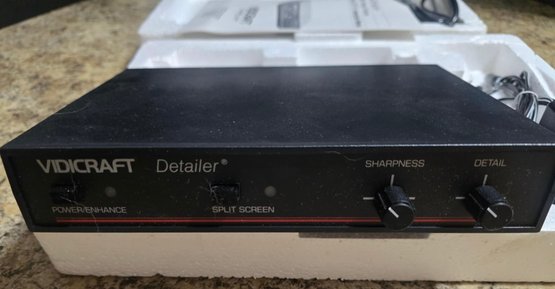 VIDICRAFT Detailer®
SHARPNESS DETAIL
POWER/ENHANCE SPLIT SCREEN